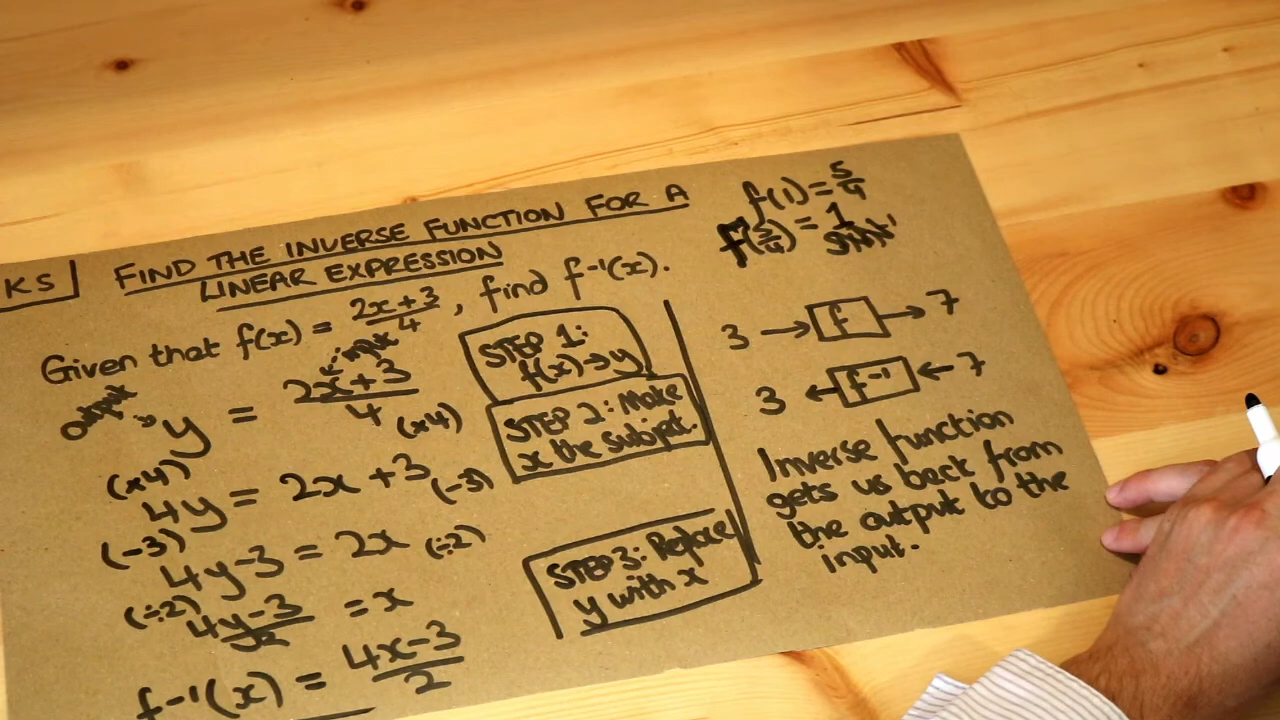 KS
FIND THE INVERSE FUNCTION FOR A
LINEAR EXPRESSION
Given that f(x) = (2x+3)/4, find f⁻¹(x).
output
input
y = (2x+3)/4
(×4) (×4)
4y = 2x+3
(-3) (-3)
4y-3 = 2x
(÷2) (÷2)
(4y-3)/2 = x
f⁻¹(x) = (4x-3)/2
STEP 1:
f(x)→y
STEP 2: Make
x the subject.
STEP 3: Replace
y with x
f(1) = 5/4
f(5/4) = 1
3 → f → 7
3 ← f⁻¹ ← 7
Inverse function
gets us back from
the output to the
input.